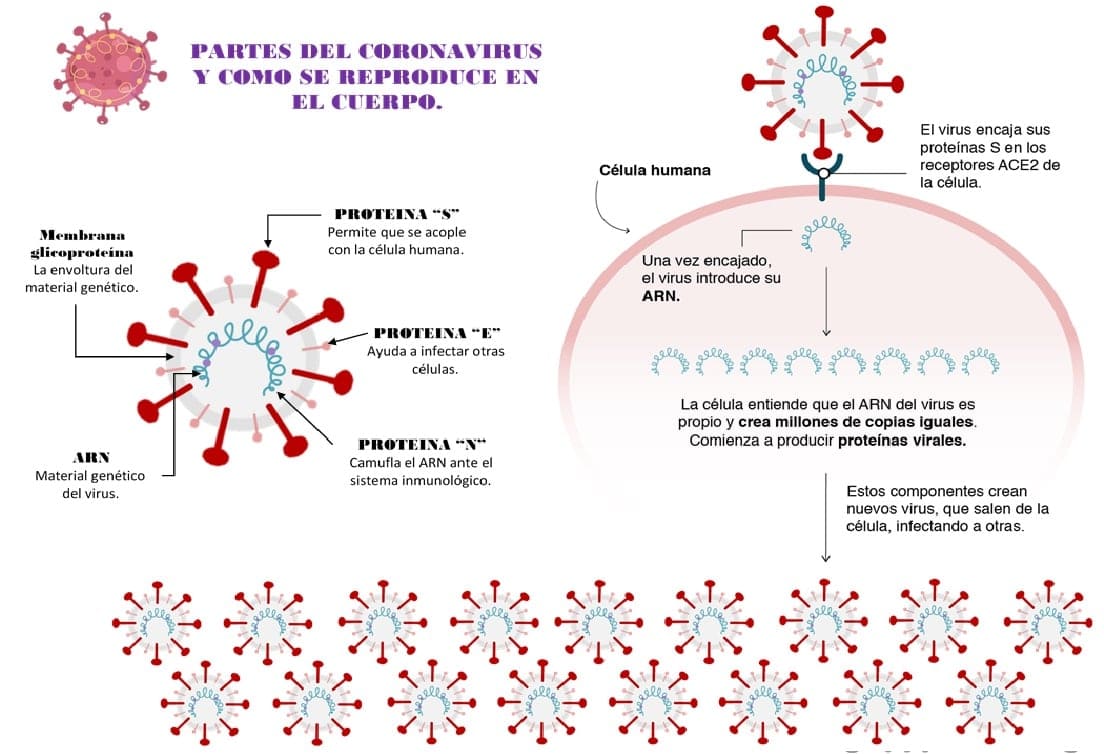 PARTES DEL CORONAVIRUS
Y COMO SE REPRODUCE EN
EL CUERPO.
Membrana
glicoproteína
La envoltura del
material genético.
PROTEINA “S”
Permite que se acople
con la célula humana.
PROTEINA “E”
Ayuda a infectar otras
células.
ARN
Material genético
del virus.
PROTEINA “N”
Camufla el ARN ante el
sistema inmunológico.
El virus encaja sus
proteínas S en los
receptores ACE2 de
la célula.
Célula humana
Una vez encajado,
el virus introduce su
ARN.
La célula entiende que el ARN del virus es
propio y crea millones de copias iguales.
Comienza a producir proteínas virales.
Estos componentes crean
nuevos virus, que salen de la
célula, infectando a otras.